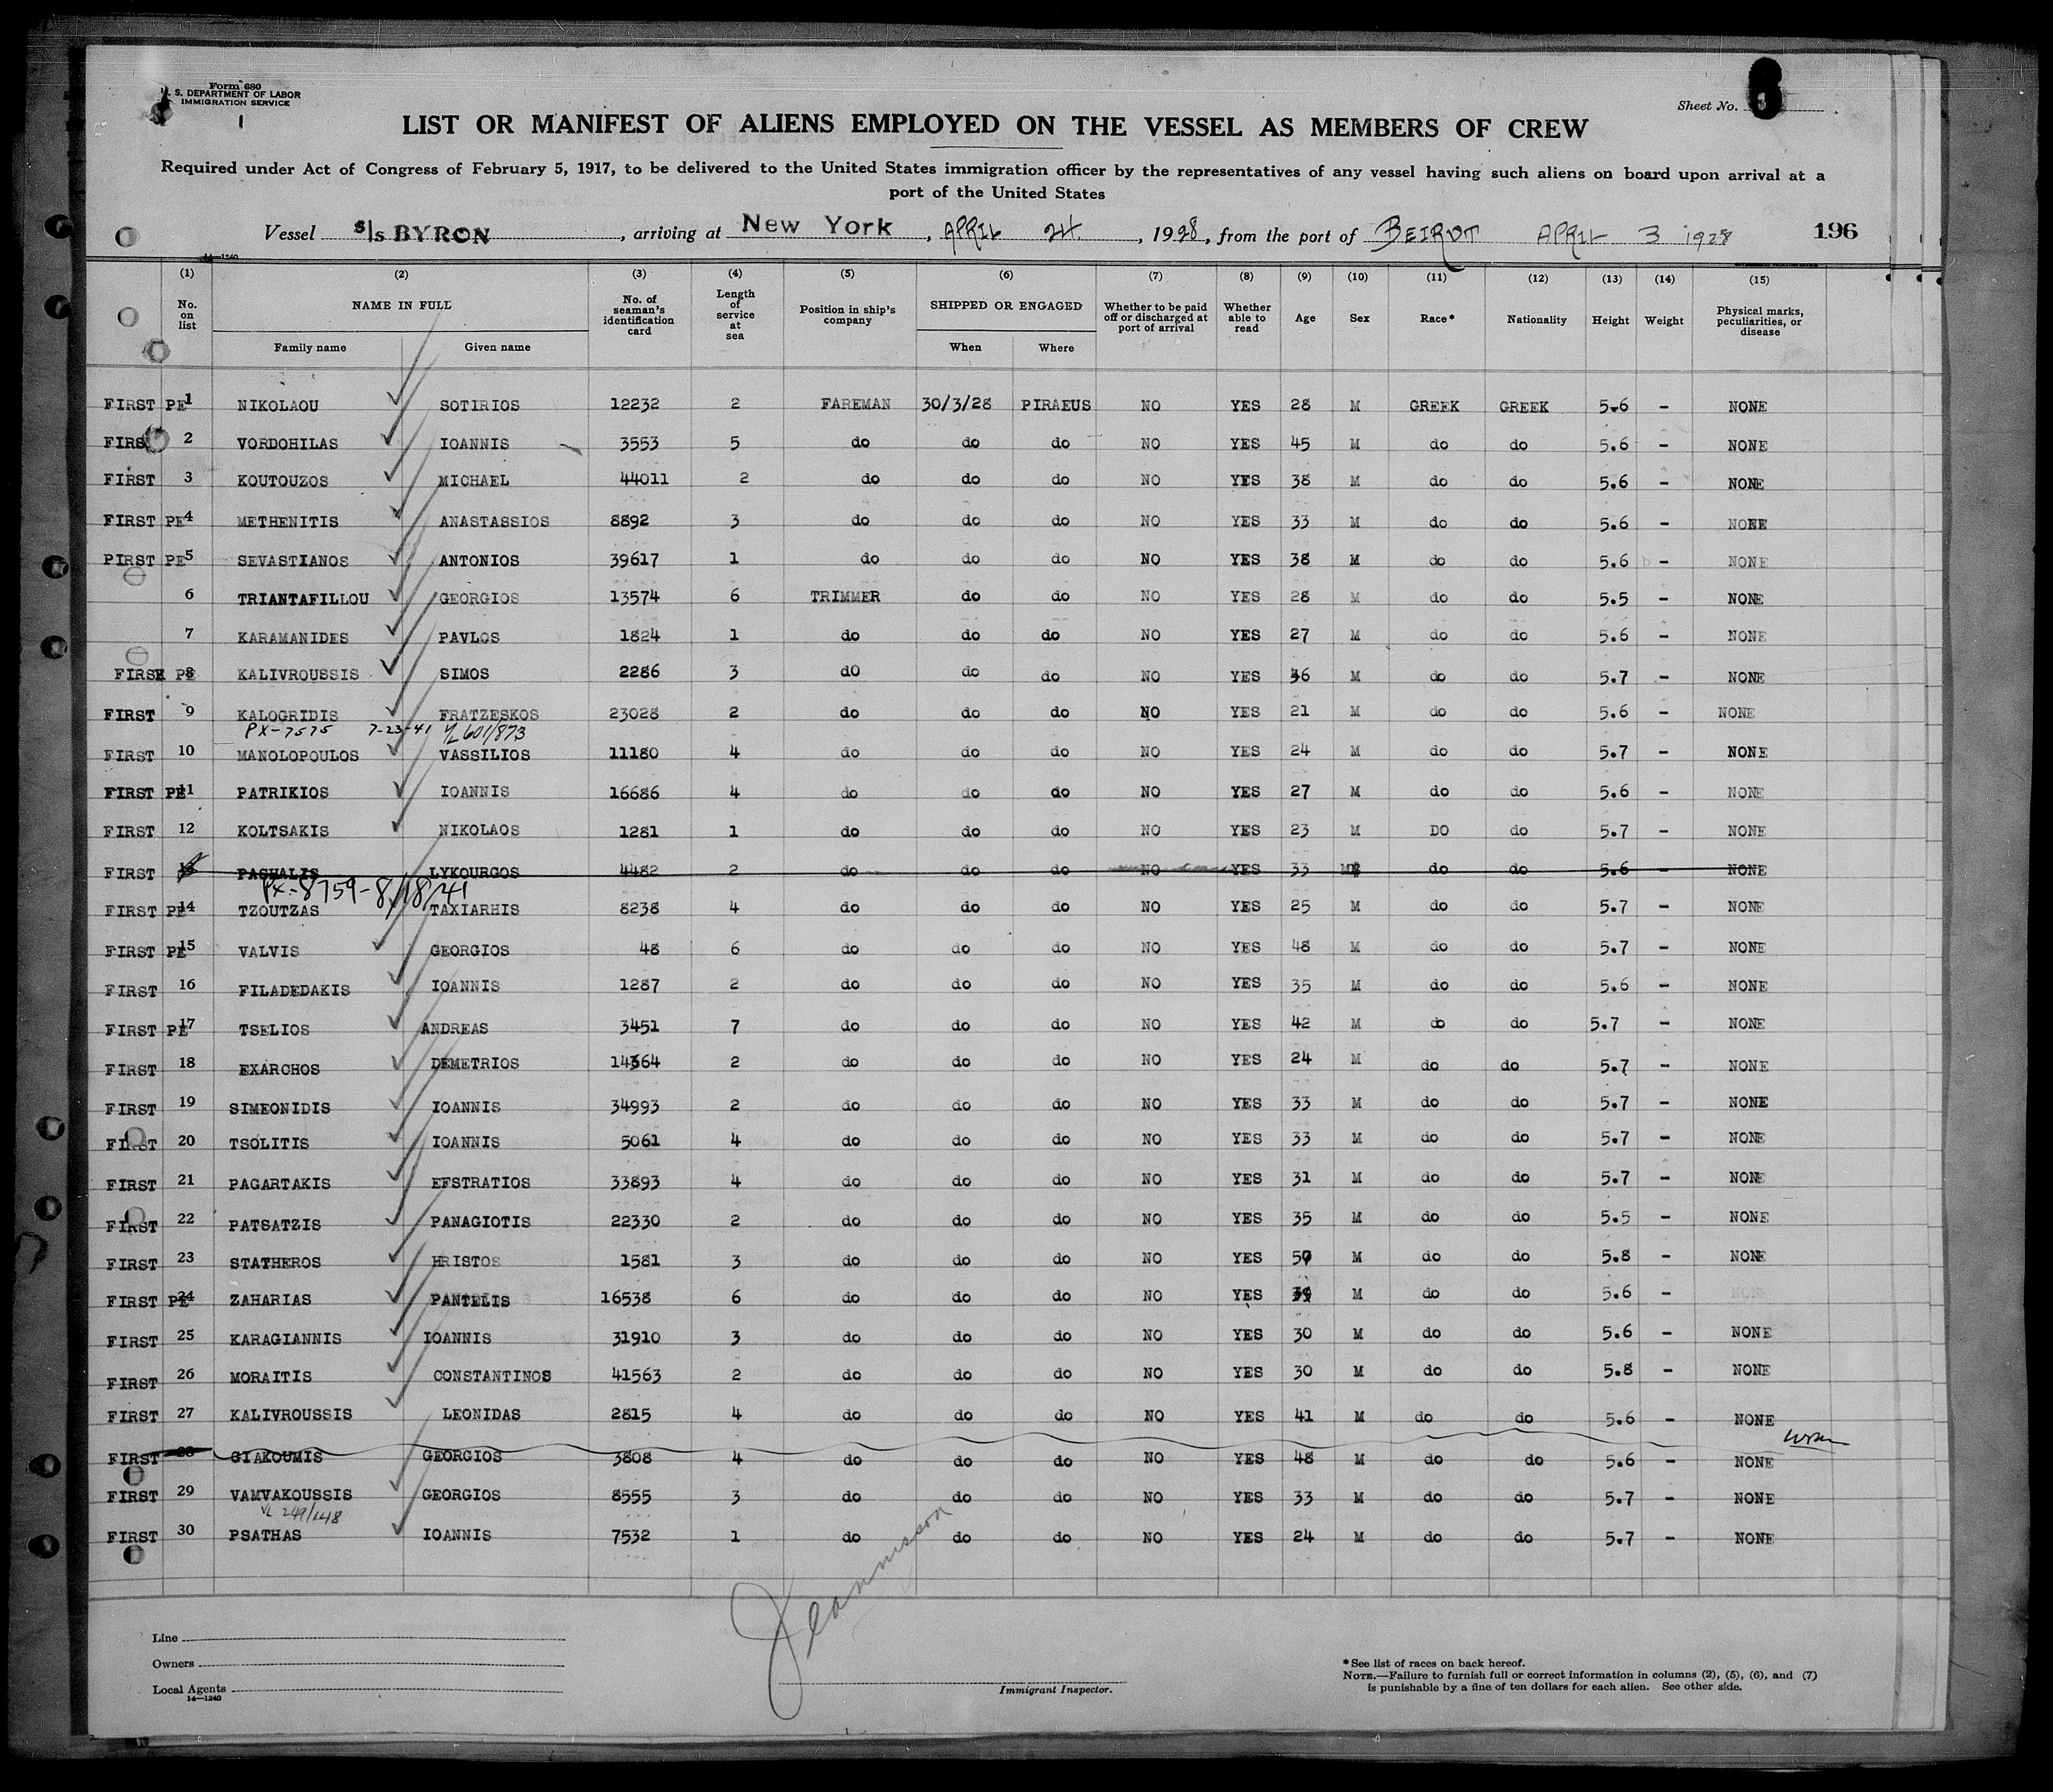 Form 680
S. DEPARTMENT OF LABOR
IMMIGRATION SERVICE
1
Sheet No. 8
LIST OR MANIFEST OF ALIENS EMPLOYED ON THE VESSEL AS MEMBERS OF CREW
Required under Act of Congress of February 5, 1917, to be delivered to the United States immigration officer by the representatives of any vessel having such aliens on board upon arrival at a
port of the United States
Vessel S/S BYRON, arriving at New York, APRIL 24, 1928, from the port of BEIRUT APRIL 3 1928 196
14—1240
(1) (2) (3) (4) (5) (6) (7) (8) (9) (10) (11) (12) (13) (14) (15)
No. on list NAME IN FULL Family name Given name No. of seaman's identification card Length of service at sea Position in ship's company SHIPPED OR ENGAGED When Where Whether to be paid off or discharged at port of arrival Whether able to read Age Sex Race* Nationality Height Weight Physical marks, peculiarities, or disease
FIRST PE 1 NIKOLAOU SOTIRIOS 12232 2 FAREMAN 30/3/28 PIRAEUS NO YES 28 M GREEK GREEK 5.6 - NONE
FIRS 2 VORDOHILAS IOANNIS 3553 5 do do do NO YES 45 M do do 5.6 - NONE
FIRST 3 KOUTOUZOS MICHAEL 44011 2 do do do NO YES 38 M do do 5.6 - NONE
FIRST PE 4 METHENITIS ANASTASSIOS 8892 3 do do do NO YES 33 M do do 5.6 - NONE
PIRST PE 5 SEVASTIANOS ANTONIOS 39617 1 do do do NO YES 38 M do do 5.6 - NONE
6 TRIANTAFILLOU GEORGIOS 13574 6 TRIMMER do do NO YES 28 M do do 5.5 - NONE
7 KARAMANIDES PAVLOS 1824 1 do do do NO YES 27 M do do 5.6 - NONE
FIRST PE 8 KALIVROUSSIS SIMOS 2286 3 dO do do NO YES 36 M do do 5.7 - NONE
FIRST 9 KALOGRIDIS FRATZESKOS 23028 2 do do do NO YES 21 M do do 5.6 - NONE
PX-7575 7-23-41 VL 601/873
FIRST 10 MANOLOPOULOS VASSILIOS 11180 4 do do do NO YES 24 M do do 5.7 - NONE
FIRST PE 11 PATRIKIOS IOANNIS 16686 4 do do do NO YES 27 M do do 5.6 - NONE
FIRST 12 KOLTSAKIS NIKOLAOS 1281 1 do do do NO YES 23 M DO do 5.7 - NONE
FIRST 13 PASHALIS LYKOURGOS 4482 2 do do do NO YES 33 M do do 5.6 - NONE
PX-8759-8/18/41
FIRST PE 14 TZOUTZAS TAXIARHIS 8238 4 do do do NO YES 25 M do do 5.7 - NONE
FIRST PE 15 VALVIS GEORGIOS 48 6 do do do NO YES 48 M do do 5.7 - NONE
FIRST 16 FILADEDAKIS IOANNIS 1287 2 do do do NO YES 35 M do do 5.6 - NONE
FIRST PE 17 TSELIOS ANDREAS 3451 7 do do do NO YES 42 M do do 5.7 - NONE
FIRST 18 EXARCHOS DEMETRIOS 14364 2 do do do NO YES 24 M do do 5.7 - NONE
FIRST 19 SIMEONIDIS IOANNIS 34993 2 do do do NO YES 33 M do do 5.7 - NONE
FIRST 20 TSOLITIS IOANNIS 5061 4 do do do NO YES 33 M do do 5.7 - NONE
FIRST 21 PAGARTAKIS EFSTRATIOS 33893 4 do do do NO YES 31 M do do 5.7 - NONE
FIRST 22 PATSATZIS PANAGIOTIS 22330 2 do do do NO YES 35 M do do 5.5 - NONE
FIRST 23 STATHEROS HRISTOS 1581 3 do do do NO YES M do do 5.8 - NONE
FIRST PE 24 ZAHARIAS PANTELIS 16538 6 do do do NO YES M do do 5.6 - NONE
FIRST 25 KARAGIANNIS IOANNIS 31910 3 do do do NO YES 30 M do do 5.6 - NONE
FIRST 26 MORAITIS CONSTANTINOS 41563 2 do do do NO YES 30 M do do 5.8 - NONE
FIRST 27 KALIVROUSSIS LEONIDAS 2815 4 do do do NO YES 41 M do do 5.6 - NONE
FIRST 28 GIAKOUMIS GEORGIOS 3808 4 do do do NO YES 48 M do do 5.6 - NONE
FIRST 29 VAMVAKOUSSIS GEORGIOS 8555 3 do do do NO YES 33 M do do 5.7 - NONE
VL 249/148
FIRST 30 PSATHAS IOANNIS 7532 1 do do do NO YES 24 M do do 5.7 - NONE
Line
Owners
Local Agents
14—1240
Immigrant Inspector.
*See list of races on back hereof.
NOTE.—Failure to furnish full or correct information in columns (2), (5), (6), and (7)
is punishable by a fine of ten dollars for each alien. See other side.